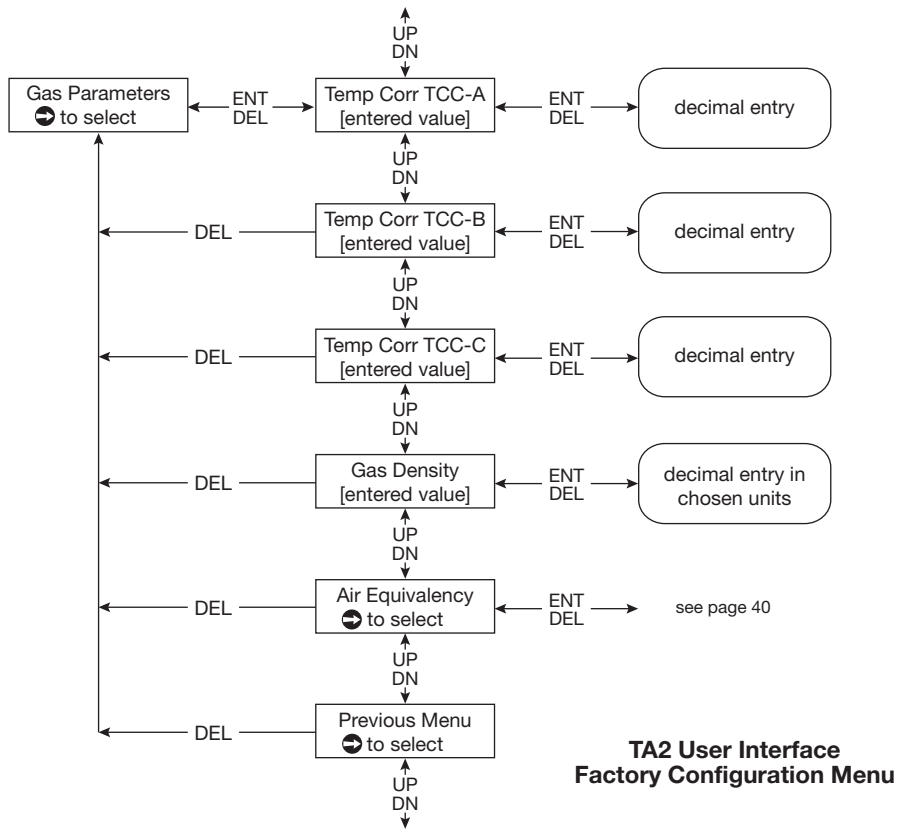 UP
DN
Gas Parameters
to select
ENT
DEL
Temp Corr TCC-A
[entered value]
ENT
DEL
decimal entry
UP
DN
DEL
Temp Corr TCC-B
[entered value]
ENT
DEL
decimal entry
UP
DN
DEL
Temp Corr TCC-C
[entered value]
ENT
DEL
decimal entry
UP
DN
DEL
Gas Density
[entered value]
ENT
DEL
decimal entry in
chosen units
UP
DN
DEL
Air Equivalency
to select
ENT
DEL
see page 40
UP
DN
DEL
Previous Menu
to select
UP
DN
TA2 User Interface
Factory Configuration Menu